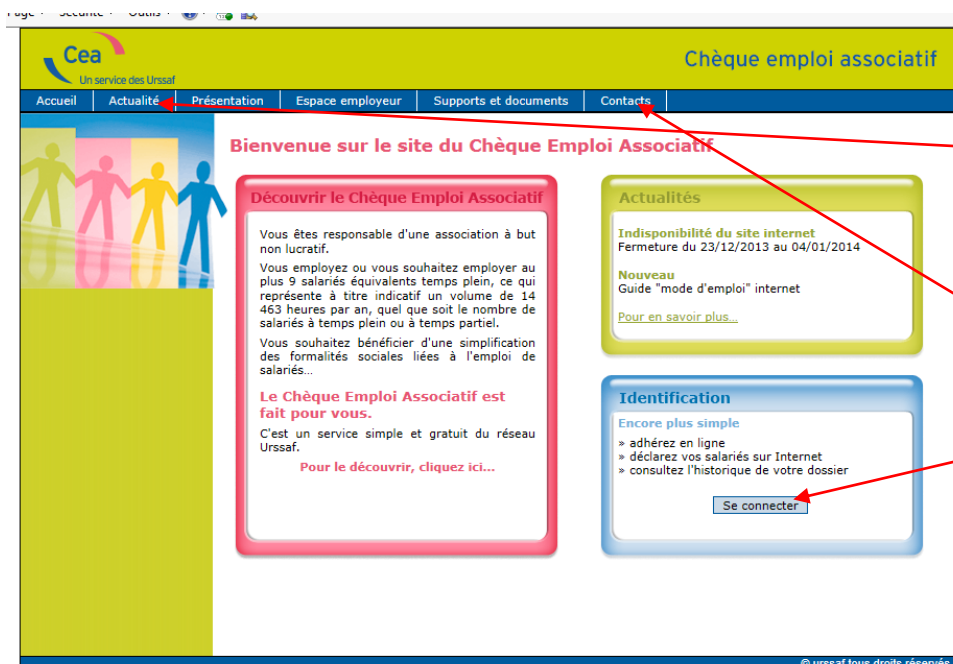 Page Sécurité Outils
Cea
Un service des Urssaf
Chèque emploi associatif
Accueil Actualité Présentation Espace employeur Supports et documents Contacts
Bienvenue sur le site du Chèque Emploi Associatif
Découvrir le Chèque Emploi Associatif
Vous êtes responsable d'une association à but
non lucratif.
Vous employez ou vous souhaitez employer au
plus 9 salariés équivalents temps plein, ce qui
représente à titre indicatif un volume de 14
463 heures par an, quel que soit le nombre de
salariés à temps plein ou à temps partiel.
Vous souhaitez bénéficier d'une simplification
des formalités sociales liées à l'emploi de
salariés...
Le Chèque Emploi Associatif est
fait pour vous.
C'est un service simple et gratuit du réseau
Urssaf.
Pour le découvrir, cliquez ici...
Actualités
Indisponibilité du site internet
Fermeture du 23/12/2013 au 04/01/2014
Nouveau
Guide "mode d'emploi" internet
Pour en savoir plus...
Identification
Encore plus simple
» adhérez en ligne
» déclarez vos salariés sur Internet
» consultez l'historique de votre dossier
Se connecter
© urssaf tous droits réservés